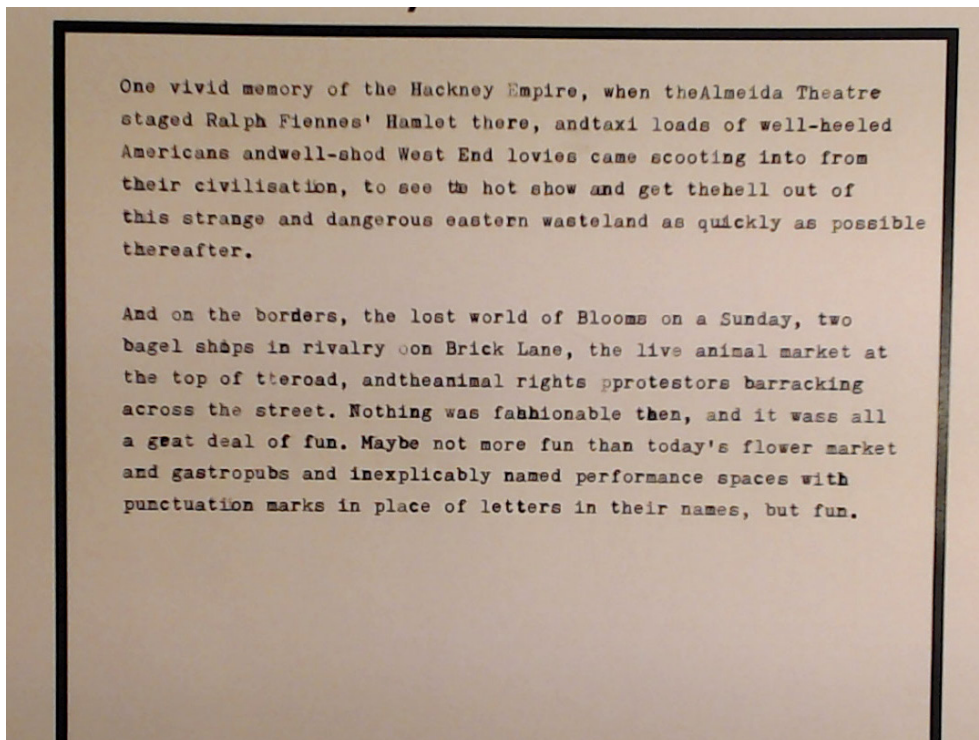 One vivid memory of the Hackney Empire, when theAlmeida Theatre
staged Ralph Fiennes' Hamlet there, andtaxi loads of well-heeled
Americans andwell-shod West End lovies came scooting into from
their civilisation, to see the hot show and get thehell out of
this strange and dangerous eastern wasteland as quickly as possible
thereafter.

And on the borders, the lost world of Blooms on a Sunday, two
bagel shops in rivalry oon Brick Lane, the live animal market at
the top of tteroad, andtheanimal rights pprotestors barracking
across the street. Nothing was fahhionable then, and it wass all
a geat deal of fun. Maybe not more fun than today's flower market
and gastropubs and inexplicably named performance spaces with
punctuation marks in place of letters in their names, but fun.